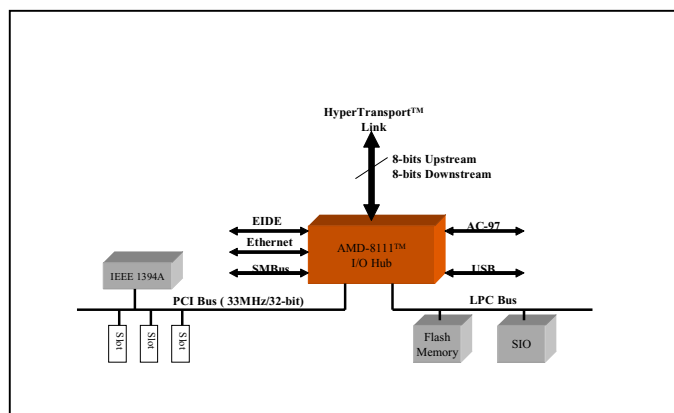 HyperTransport™
Link
8-bits Upstream
8-bits Downstream
EIDE
Ethernet
SMBus
AMD-8111™
I/O Hub
AC-97
USB
IEEE 1394A
PCI Bus ( 33MHz/32-bit)
LPC Bus
Slot
Slot
Slot
Flash
Memory
SIO